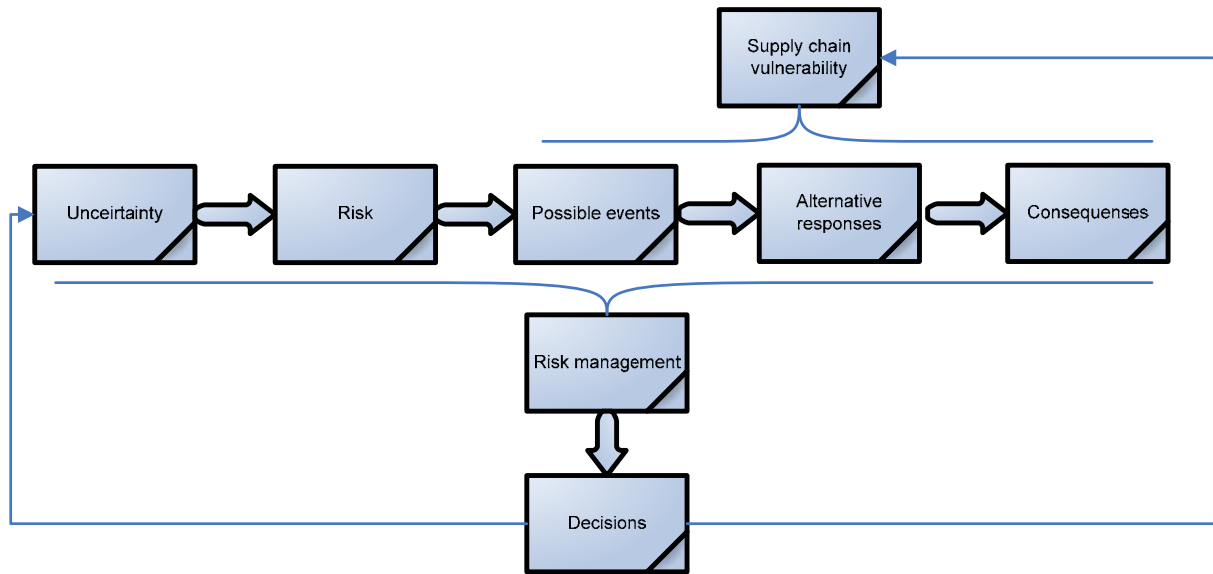 Supply chain
vulnerability
Unceirtainty
Risk
Possible events
Alternative
responses
Consequenses
Risk management
Decisions